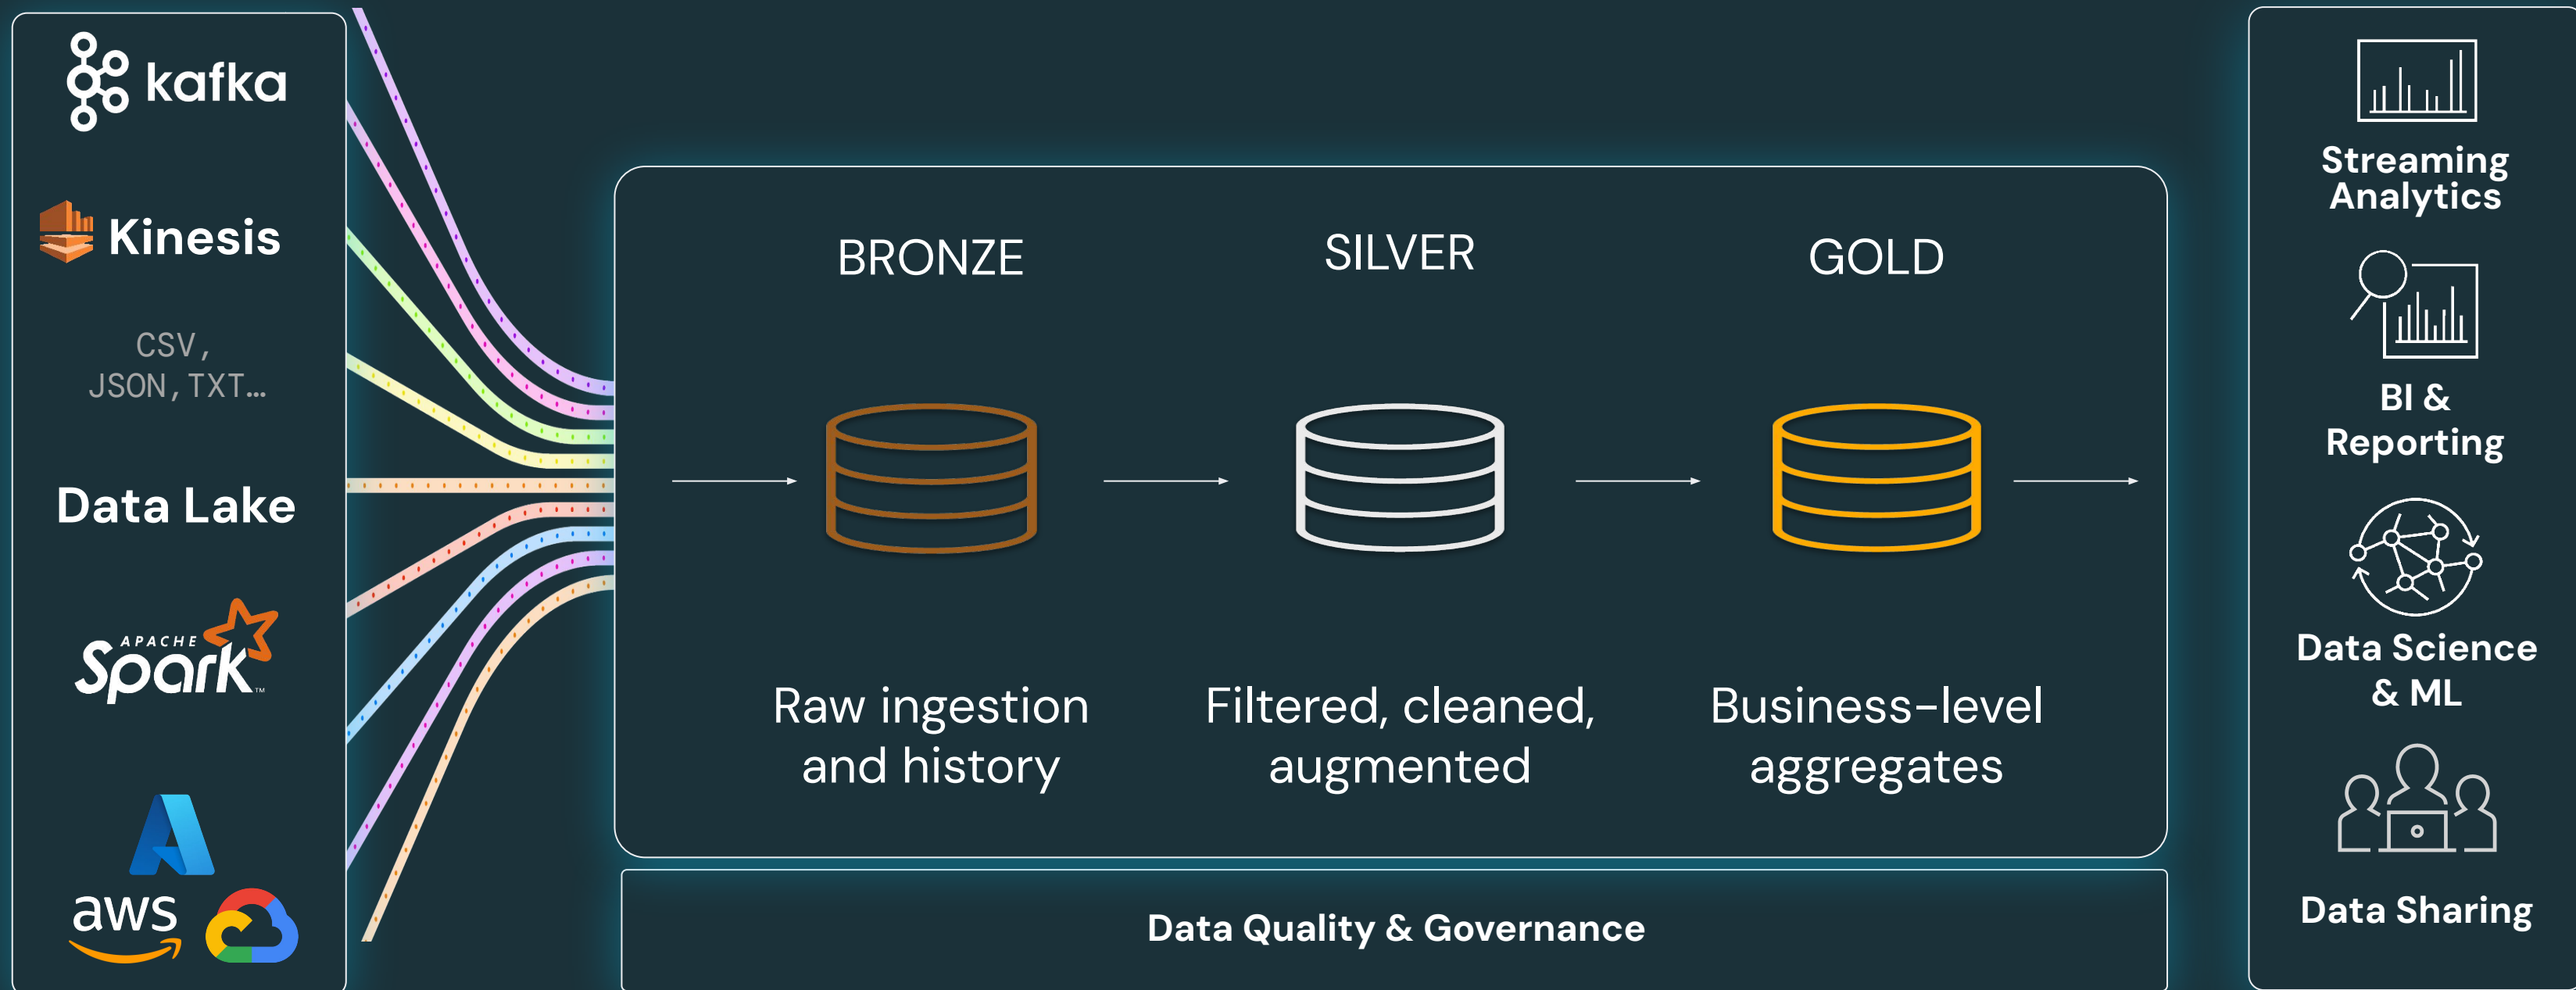 kafka
Kinesis
CSV,
JSON,TXT…
Data Lake
APACHE
Spark™
aws
BRONZE
Raw ingestion
and history
SILVER
Filtered, cleaned,
augmented
GOLD
Business-level
aggregates
Data Quality & Governance
Streaming
Analytics
BI &
Reporting
Data Science
& ML
Data Sharing